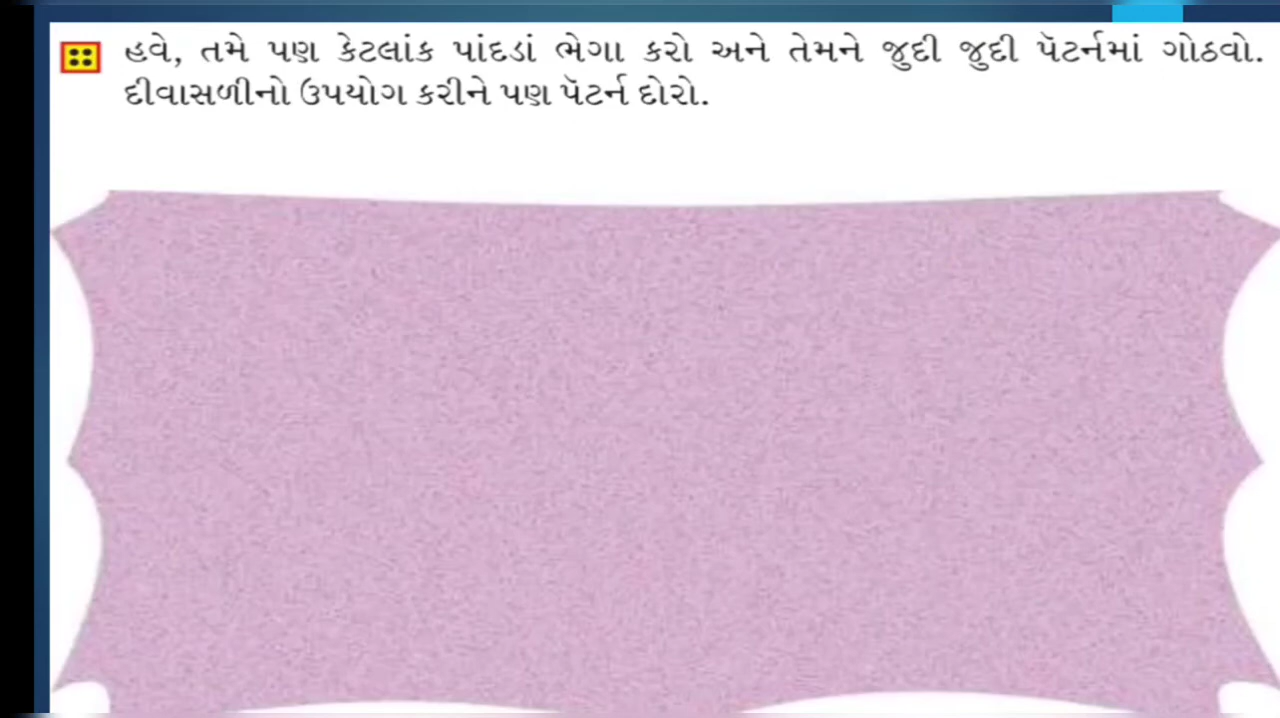 હવે, તમે પણ કેટલાંક પાંદડાં ભેગા કરો અને તેમને જુદી જુદી પૅટર્નમાં ગોઠવો.
દીવાસળીનો ઉપયોગ કરીને પણ પૅટર્ન દોરો.